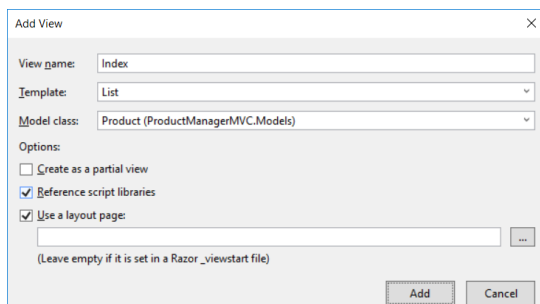 Add View
View name: Index
Template: List
Model class: Product (ProductManagerMVC.Models)
Options:
Create as a partial view
Reference script libraries
Use a layout page:
...
(Leave empty if it is set in a Razor _viewstart file)
Add Cancel